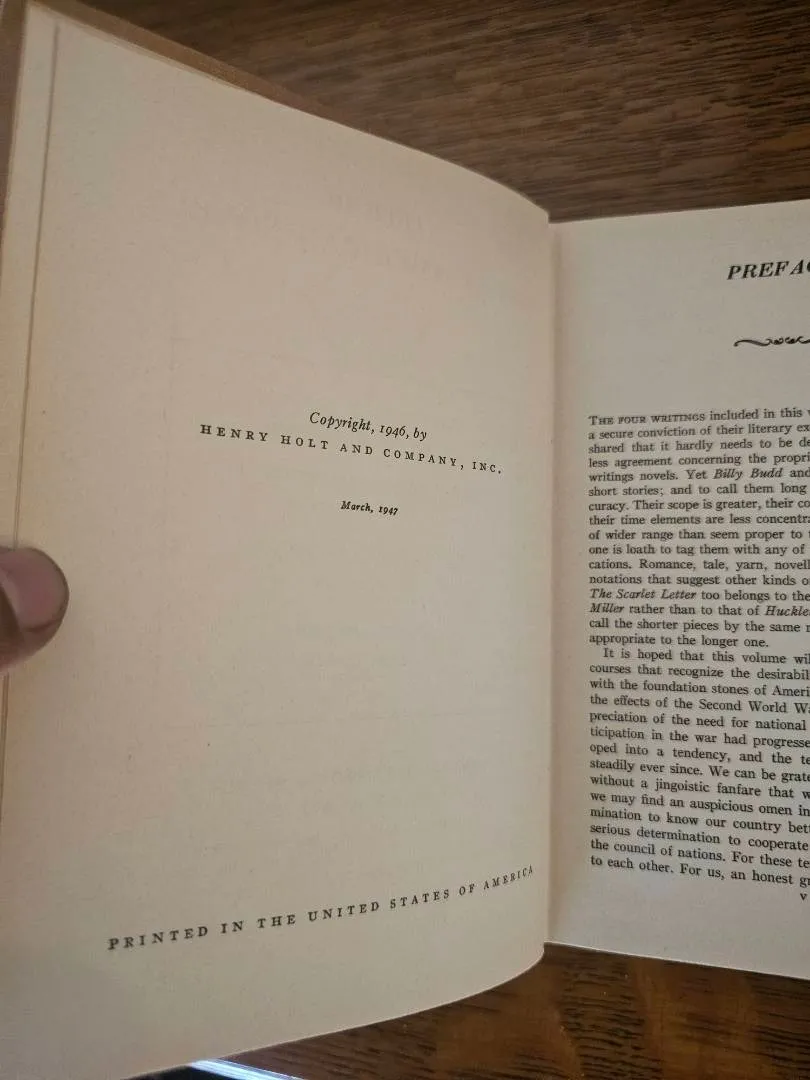 Copyright, 1946, by
HENRY HOLT AND COMPANY, INC.
March, 1947
PRINTED IN THE UNITED STATES OF AMERICA
PREFA
THE FOUR WRITINGS included in this
a secure conviction of their literary ex
shared that it hardly needs to be de
less agreement concerning the propri
writings novels. Yet Billy Budd and
short stories; and to call them long
curacy. Their scope is greater, their co
their time elements are less concentra
of wider range than seem proper to
one is loath to tag them with any of
cations. Romance, tale, yarn, novell
notations that suggest other kinds o
The Scarlet Letter too belongs to the
Miller rather than to that of Huckle
call the shorter pieces by the same
appropriate to the longer one.
It is hoped that this volume wil
courses that recognize the desirabil
with the foundation stones of Ameri
the effects of the Second World Wa
preciation of the need for national
ticipation in the war had progresse
oped into a tendency, and the te
steadily ever since. We can be grate
without a jingoistic fanfare that w
we may find an auspicious omen in
mination to know our country bett
serious determination to cooperate
the council of nations. For these te
to each other. For us, an honest gr
v